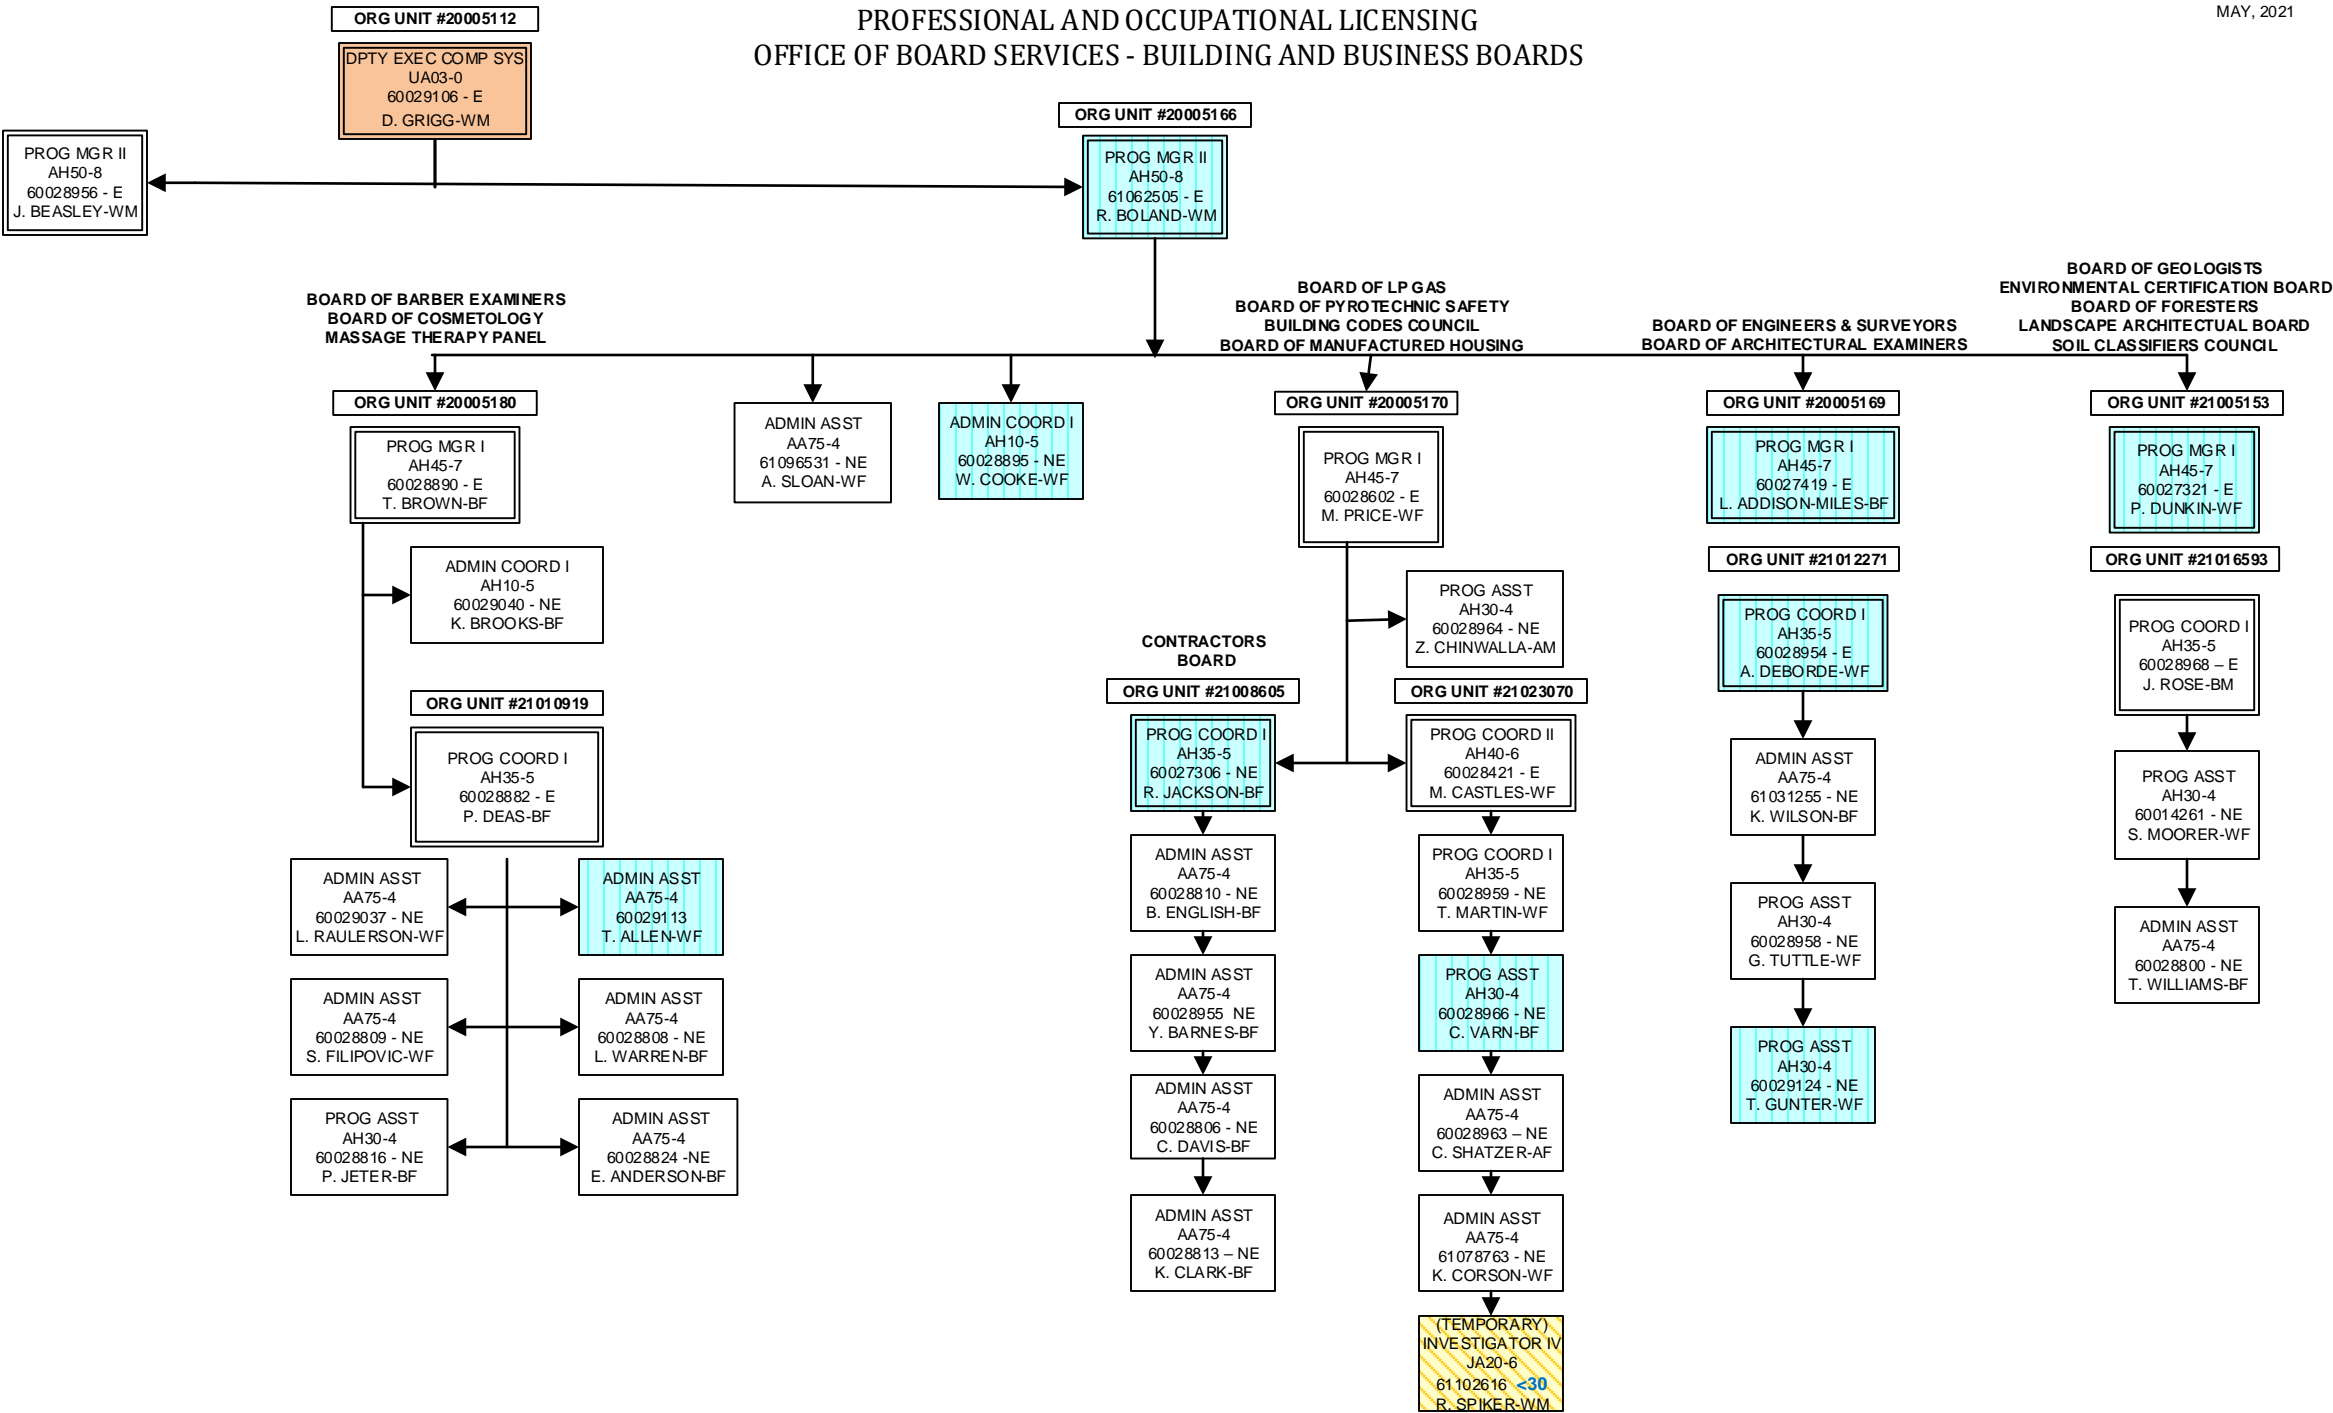 PROFESSIONAL AND OCCUPATIONAL LICENSING
OFFICE OF BOARD SERVICES - BUILDING AND BUSINESS BOARDS
MAY, 2021
ORG UNIT #20005112
DPTY EXEC COMP SYS
UA03-0
60029106 - E
D. GRIGG-WM
PROG MGR II
AH50-8
60028956 - E
J. BEASLEY-WM
ORG UNIT #20005166
PROG MGR II
AH50-8
61062505 - E
R. BOLAND-WM
BOARD OF BARBER EXAMINERS
BOARD OF COSMETOLOGY
MASSAGE THERAPY PANEL
BOARD OF LP GAS
BOARD OF PYROTECHNIC SAFETY
BUILDING CODES COUNCIL
BOARD OF MANUFACTURED HOUSING
BOARD OF ENGINEERS & SURVEYORS
BOARD OF ARCHITECTURAL EXAMINERS
BOARD OF GEOLOGISTS
ENVIRONMENTAL CERTIFICATION BOARD
BOARD OF FORESTERS
LANDSCAPE ARCHITECTUAL BOARD
SOIL CLASSIFIERS COUNCIL
ORG UNIT #20005180
PROG MGR I
AH45-7
60028890 - E
T. BROWN-BF
ADMIN COORD I
AH10-5
60029040 - NE
K. BROOKS-BF
ORG UNIT #21010919
PROG COORD I
AH35-5
60028882 - E
P. DEAS-BF
ADMIN ASST
AA75-4
60029037 - NE
L. RAULERSON-WF
ADMIN ASST
AA75-4
60029113
T. ALLEN-WF
ADMIN ASST
AA75-4
60028809 - NE
S. FILIPOVIC-WF
ADMIN ASST
AA75-4
60028808 - NE
L. WARREN-BF
PROG ASST
AH30-4
60028816 - NE
P. JETER-BF
ADMIN ASST
AA75-4
60028824 -NE
E. ANDERSON-BF
ADMIN ASST
AA75-4
61096531 - NE
A. SLOAN-WF
ADMIN COORD I
AH10-5
60028895 - NE
W. COOKE-WF
ORG UNIT #20005170
PROG MGR I
AH45-7
60028602 - E
M. PRICE-WF
PROG ASST
AH30-4
60028964 - NE
Z. CHINWALLA-AM
CONTRACTORS
BOARD
ORG UNIT #21008605
PROG COORD I
AH35-5
60027306 - NE
R. JACKSON-BF
ADMIN ASST
AA75-4
60028810 - NE
B. ENGLISH-BF
ADMIN ASST
AA75-4
60028955 NE
Y. BARNES-BF
ADMIN ASST
AA75-4
60028806 - NE
C. DAVIS-BF
ADMIN ASST
AA75-4
60028813 – NE
K. CLARK-BF
ORG UNIT #21023070
PROG COORD II
AH40-6
60028421 - E
M. CASTLES-WF
PROG COORD I
AH35-5
60028959 - NE
T. MARTIN-WF
PROG ASST
AH30-4
60028966 - NE
C. VARN-BF
ADMIN ASST
AA75-4
60028963 – NE
C. SHATZER-AF
ADMIN ASST
AA75-4
61078763 - NE
K. CORSON-WF
(TEMPORARY)
INVESTIGATOR IV
JA20-6
61102616 <30
R. SPIKER-WM
ORG UNIT #20005169
PROG MGR I
AH45-7
60027419 - E
L. ADDISON-MILES-BF
ORG UNIT #21012271
PROG COORD I
AH35-5
60028954 - E
A. DEBORDE-WF
ADMIN ASST
AA75-4
61031255 - NE
K. WILSON-BF
PROG ASST
AH30-4
60028958 - NE
G. TUTTLE-WF
PROG ASST
AH30-4
60029124 - NE
T. GUNTER-WF
ORG UNIT #21005153
PROG MGR I
AH45-7
60027321 - E
P. DUNKIN-WF
ORG UNIT #21016593
PROG COORD I
AH35-5
60028968 – E
J. ROSE-BM
PROG ASST
AH30-4
60014261 - NE
S. MOORER-WF
ADMIN ASST
AA75-4
60028800 - NE
T. WILLIAMS-BF